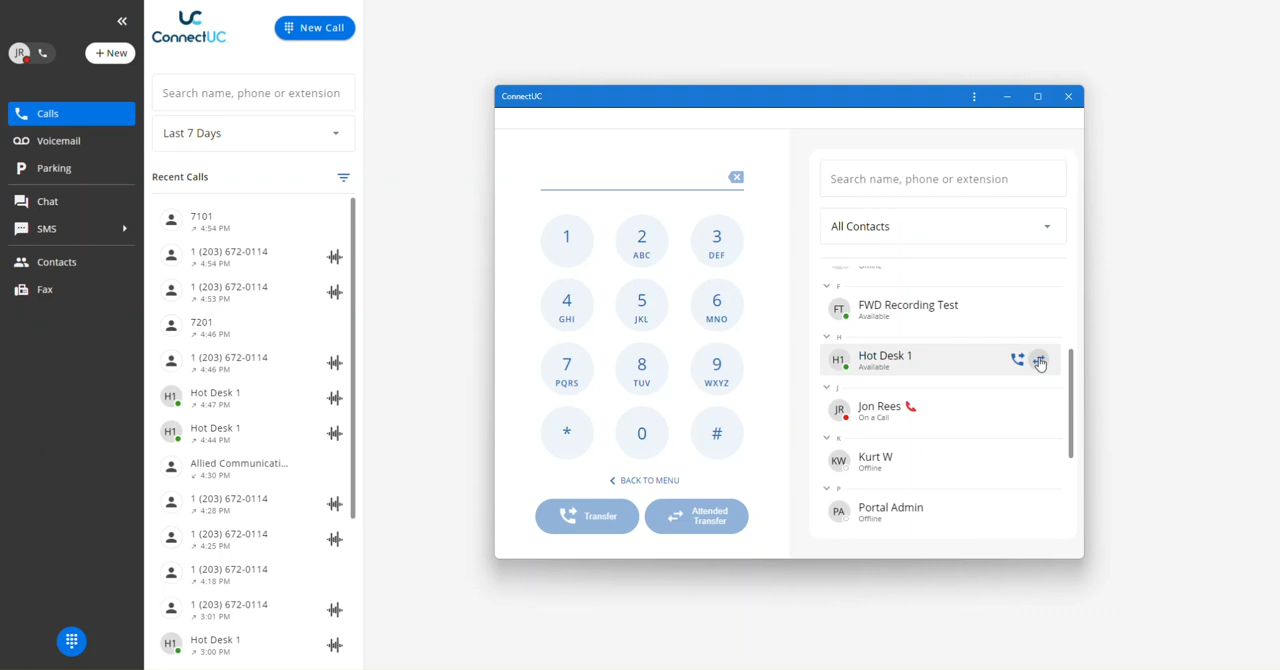 JR
+ New
Calls
Voicemail
P Parking
Chat
SMS
Contacts
Fax
UC
ConnectUC
New Call
Search name, phone or extension
Last 7 Days
Recent Calls
7101
↗ 4:54 PM
1 (203) 672-0114
↗ 4:54 PM
1 (203) 672-0114
↗ 4:53 PM
7201
↗ 4:46 PM
1 (203) 672-0114
↗ 4:46 PM
H1 Hot Desk 1
↗ 4:47 PM
H1 Hot Desk 1
↗ 4:44 PM
Allied Communicati...
↙ 4:30 PM
1 (203) 672-0114
↗ 4:28 PM
1 (203) 672-0114
↗ 4:25 PM
1 (203) 672-0114
↗ 4:18 PM
1 (203) 672-0114
↗ 3:01 PM
H1 Hot Desk 1
↗ 3:00 PM
ConnectUC
1
2
ABC
3
DEF
4
GHI
5
JKL
6
MNO
7
PQRS
8
TUV
9
WXYZ
*
0
#
BACK TO MENU
Transfer
Attended
Transfer
Search name, phone or extension
All Contacts
Offline
F
FT FWD Recording Test
Available
H
H1 Hot Desk 1
Available
J
JR Jon Rees
On a Call
K
KW Kurt W
Offline
P
PA Portal Admin
Offline